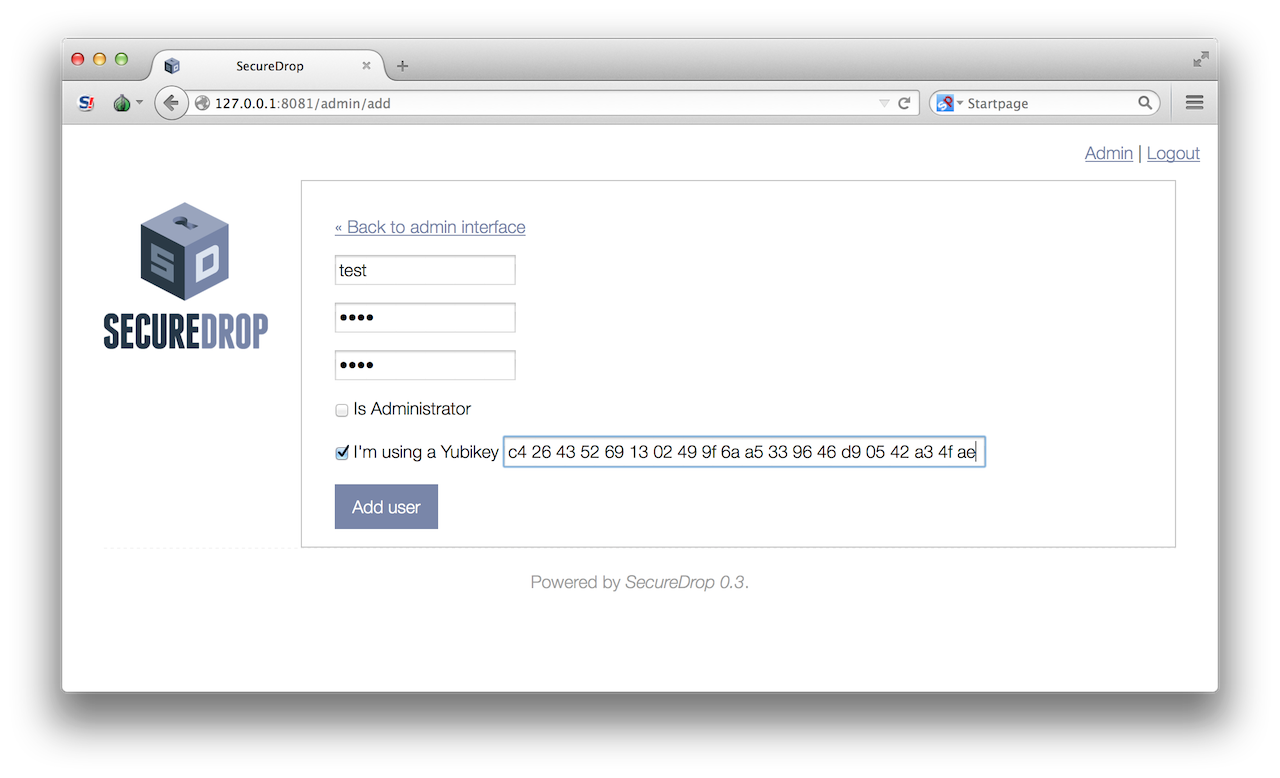 SecureDrop
127.0.0.1:8081/admin/add
Startpage
Admin | Logout
SD
SECUREDROP
« Back to admin interface
test
••••
••••
Is Administrator
I'm using a Yubikey c4 26 43 52 69 13 02 49 9f 6a a5 33 96 46 d9 05 42 a3 4f ae
Add user
Powered by SecureDrop 0.3.